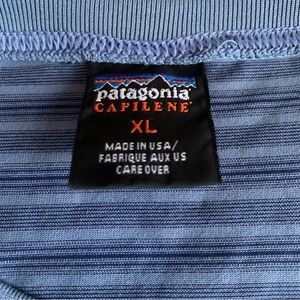 patagonia
CAPILENE
XL
MADE IN USA/
FABRIQUE AUX US
CARE OVER